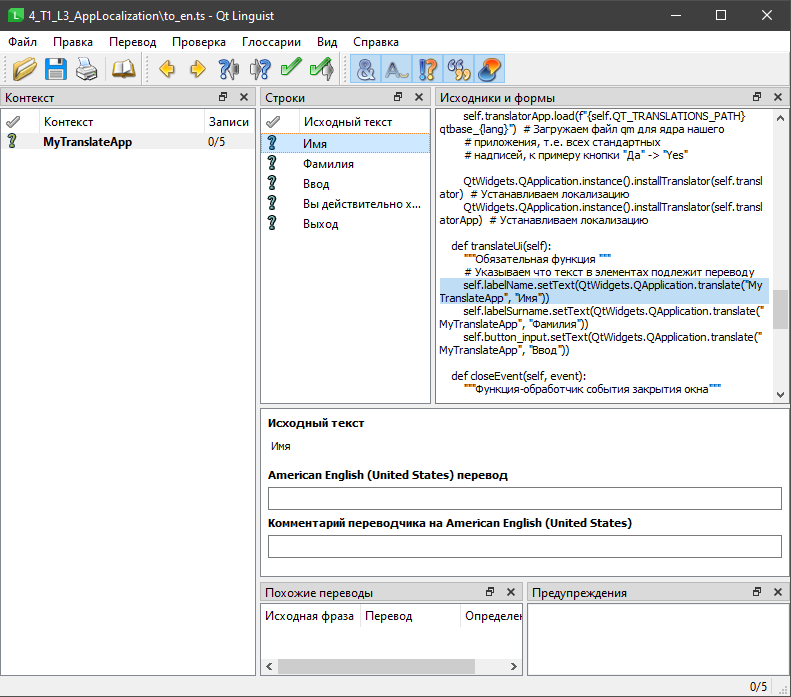 4_T1_L3_AppLocalization\to_en.ts - Qt Linguist
Файл Правка Перевод Проверка Глоссарии Вид Справка
Контекст
Контекст Записи
MyTranslateApp 0/5
Строки
Исходный текст
Имя
Фамилия
Ввод
Вы действительно х...
Выход
Исходники и формы
self.translatorApp.load(f"{self.QT_TRANSLATIONS_PATH}
qtbase_{lang}") # Загружаем файл qm для ядра нашего
# приложения, т.е. всех стандартных
# надписей, к примеру кнопки "Да" -> "Yes"
QtWidgets.QApplication.instance().installTranslator(self.transl
ator) # Устанавливаем локализацию
QtWidgets.QApplication.instance().installTranslator(self.transl
atorApp) # Устанавливаем локализацию
def translateUi(self):
"""Обязательная функция """
# Указываем что текст в элементах подлежит переводу
self.labelName.setText(QtWidgets.QApplication.translate("My
TranslateApp", "Имя"))
self.labelSurname.setText(QtWidgets.QApplication.translate("
MyTranslateApp", "Фамилия"))
self.button_input.setText(QtWidgets.QApplication.translate("
MyTranslateApp", "Ввод"))
def closeEvent(self, event):
"""Функция-обработчик события закрытия окна"""
Исходный текст
Имя
American English (United States) перевод
Комментарий переводчика на American English (United States)
Похожие переводы
Исходная фраза Перевод Определен
Предупреждения
0/5